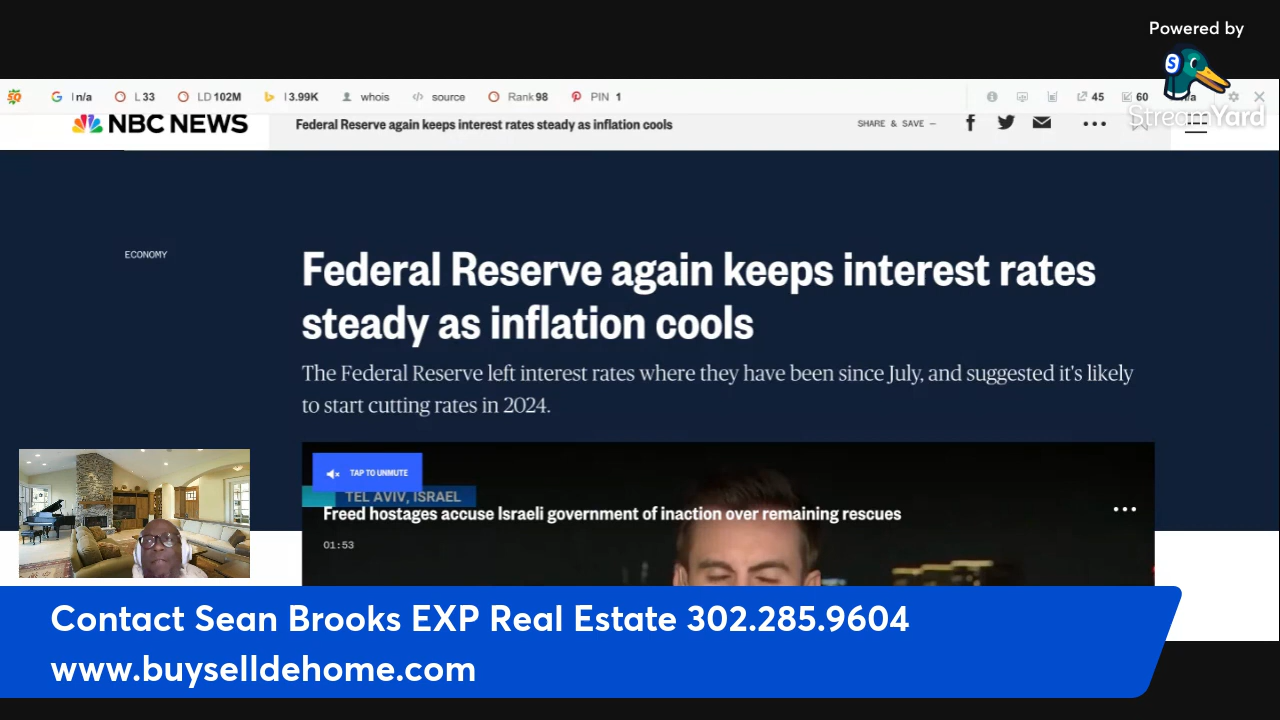 Powered by
StreamYard
I n/a L 33 LD 102M I 3.99K whois source Rank 98 PIN 1 45 60 n/a
NBC NEWS Federal Reserve again keeps interest rates steady as inflation cools SHARE & SAVE —
ECONOMY
Federal Reserve again keeps interest rates
steady as inflation cools
The Federal Reserve left interest rates where they have been since July, and suggested it's likely
to start cutting rates in 2024.
TAP TO UNMUTE
TEL AVIV, ISRAEL
Freed hostages accuse Israeli government of inaction over remaining rescues
01:53
Contact Sean Brooks EXP Real Estate 302.285.9604
www.buyselldehome.com